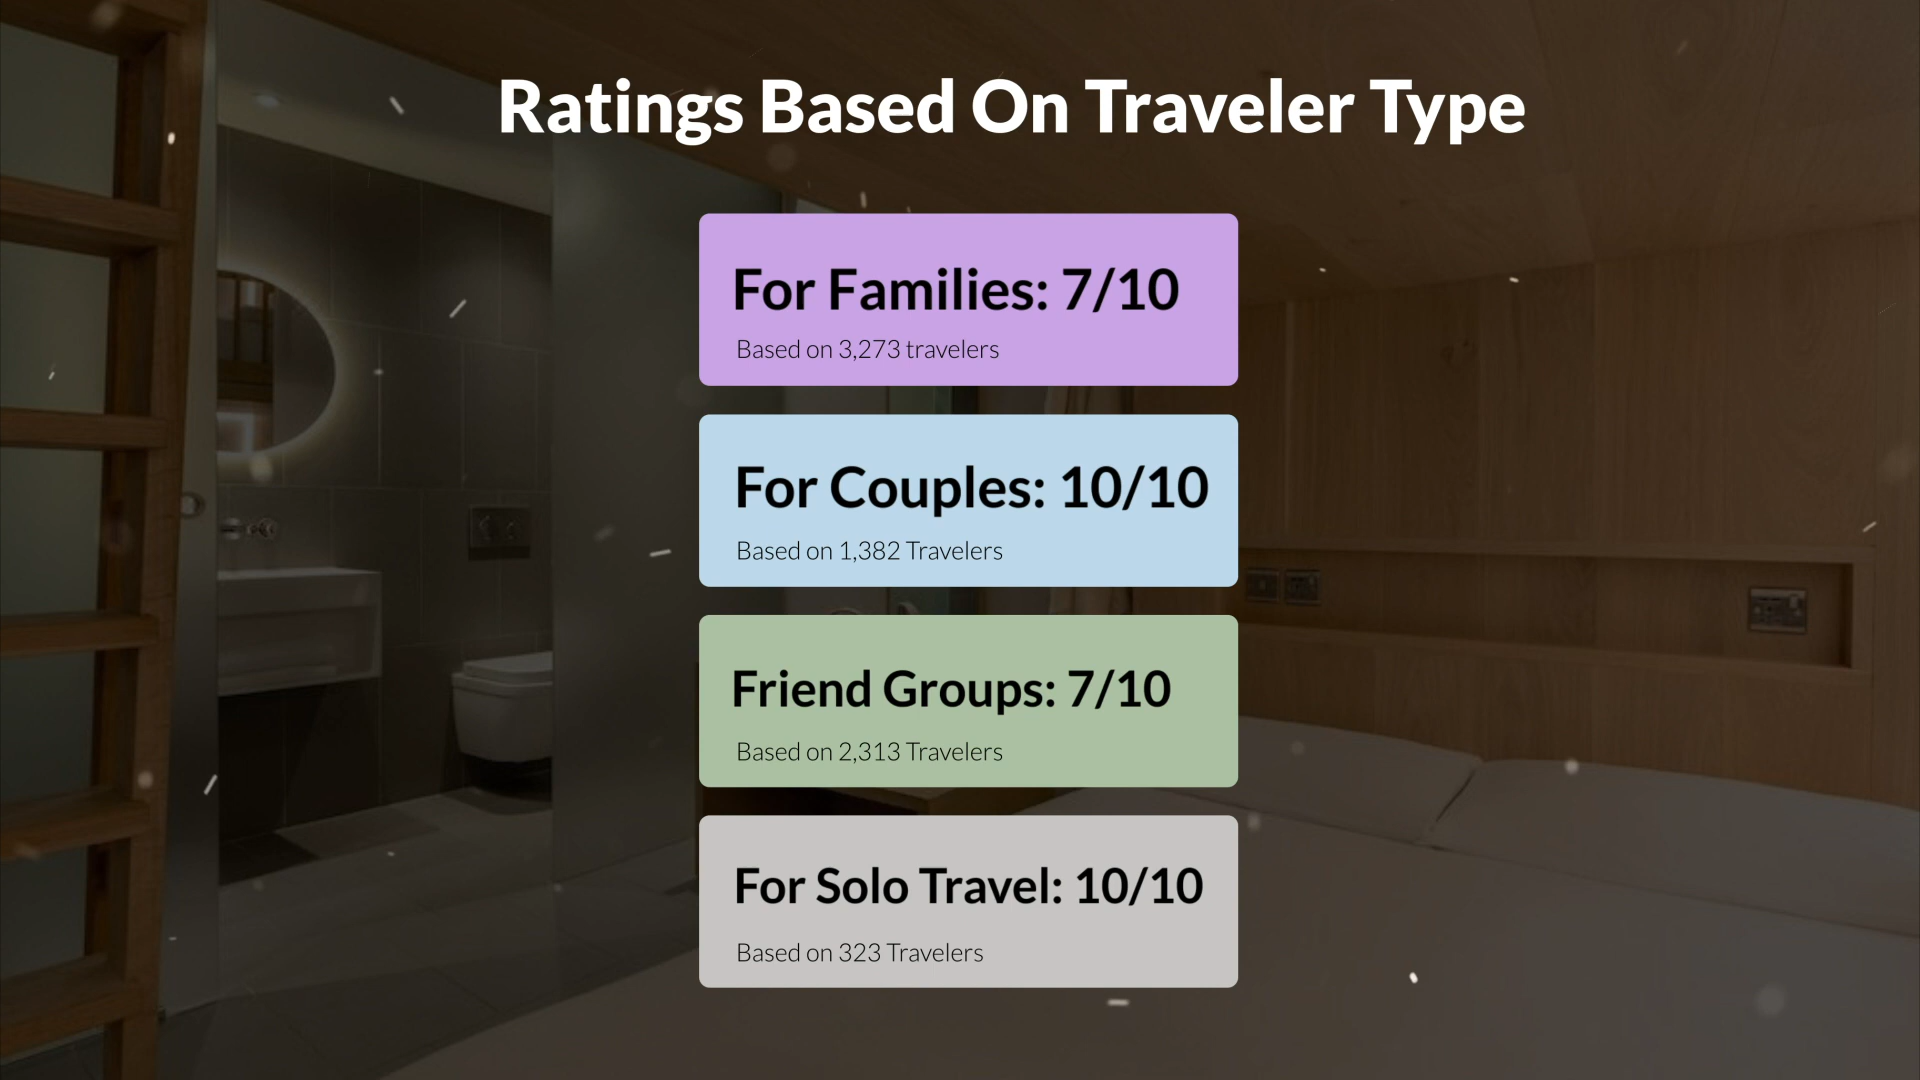 Ratings Based On Traveler Type
For Families: 7/10
Based on 3,273 travelers
For Couples: 10/10
Based on 1,382 Travelers
Friend Groups: 7/10
Based on 2,313 Travelers
For Solo Travel: 10/10
Based on 323 Travelers